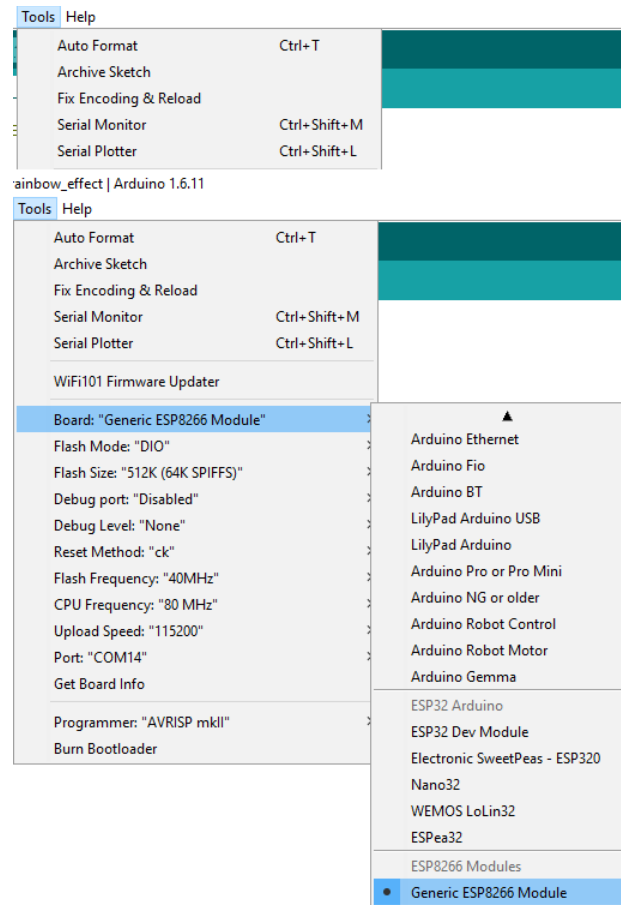 Tools Help
Auto Format Ctrl+T
Archive Sketch
Fix Encoding & Reload
Serial Monitor Ctrl+Shift+M
Serial Plotter Ctrl+Shift+L
ainbow_effect | Arduino 1.6.11
Tools Help
Auto Format Ctrl+T
Archive Sketch
Fix Encoding & Reload
Serial Monitor Ctrl+Shift+M
Serial Plotter Ctrl+Shift+L
WiFi101 Firmware Updater
Board: "Generic ESP8266 Module"
Flash Mode: "DIO"
Flash Size: "512K (64K SPIFFS)"
Debug port: "Disabled"
Debug Level: "None"
Reset Method: "ck"
Flash Frequency: "40MHz"
CPU Frequency: "80 MHz"
Upload Speed: "115200"
Port: "COM14"
Get Board Info
Programmer: "AVRISP mkII"
Burn Bootloader
Arduino Ethernet
Arduino Fio
Arduino BT
LilyPad Arduino USB
LilyPad Arduino
Arduino Pro or Pro Mini
Arduino NG or older
Arduino Robot Control
Arduino Robot Motor
Arduino Gemma
ESP32 Arduino
ESP32 Dev Module
Electronic SweetPeas - ESP320
Nano32
WEMOS LoLin32
ESPea32
ESP8266 Modules
Generic ESP8266 Module